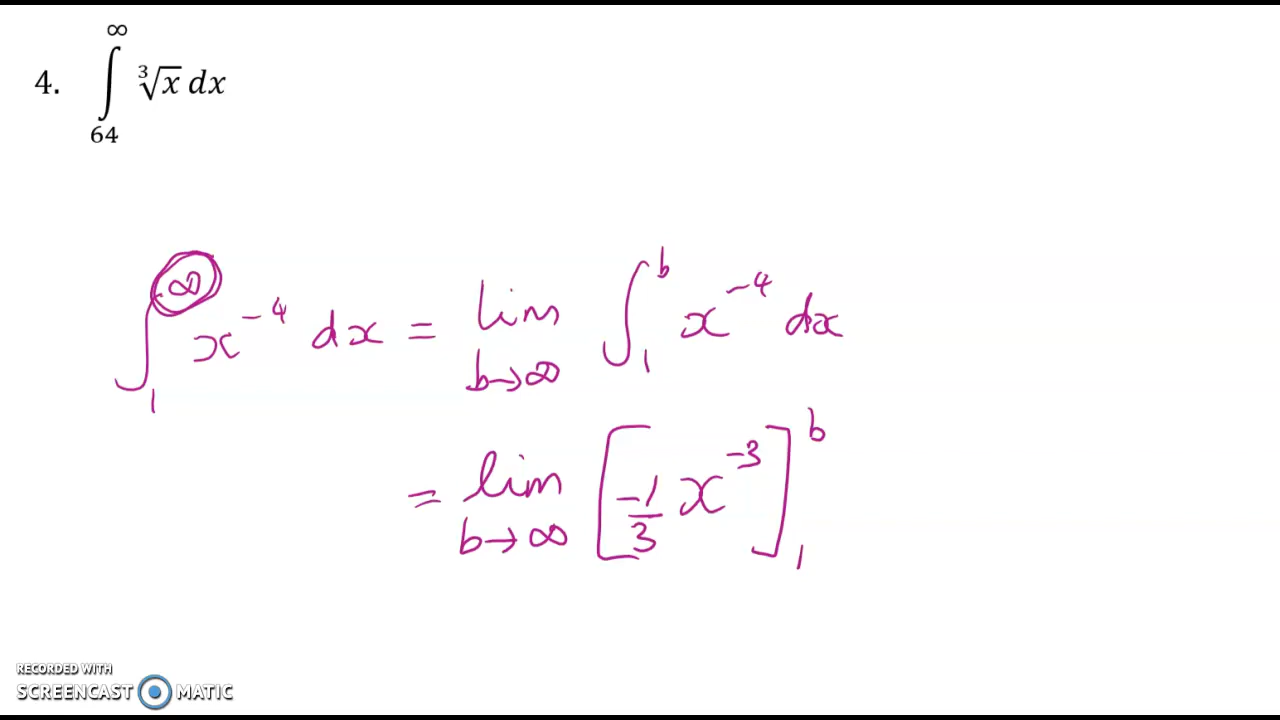 4. ∫₆₄^∞ ∛x dx
∫₁^∞ x⁻⁴ dx = lim b→∞ ∫₁^b x⁻⁴ dx
= lim b→∞ [-1/3 x⁻³]₁^b
RECORDED WITH
SCREENCAST MATIC